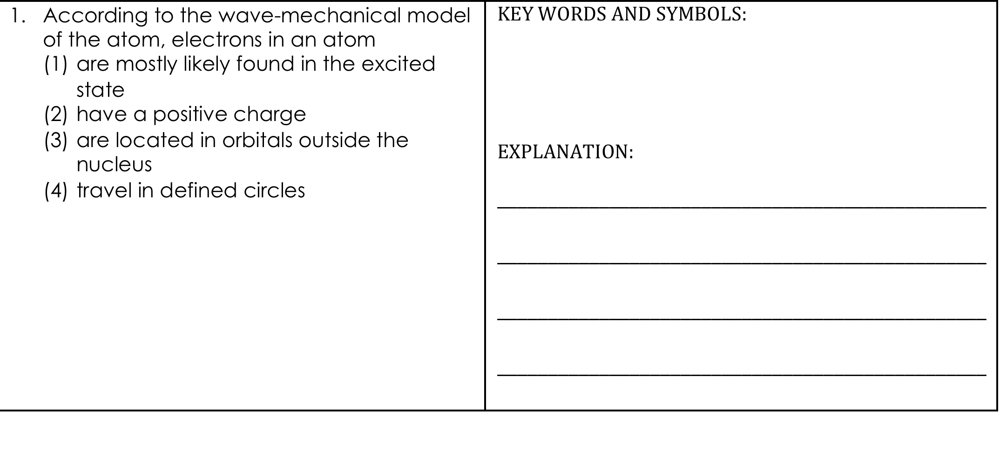 1. According to the wave-mechanical model
of the atom, electrons in an atom
(1) are mostly likely found in the excited
state
(2) have a positive charge
(3) are located in orbitals outside the
nucleus
(4) travel in defined circles
KEY WORDS AND SYMBOLS:
EXPLANATION: